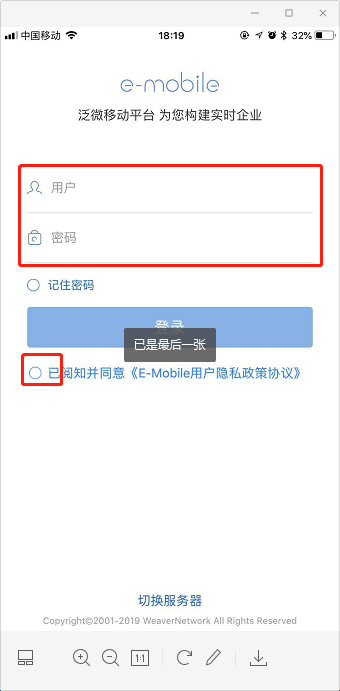 中国移动
18:19
32%
e-mobile
泛微移动平台 为您构建实时企业
用户
密码
记住密码
登录
已是最后一张
已阅知并同意《E-Mobile用户隐私政策协议》
切换服务器
Copyright©2001-2019 WeaverNetwork All Rights Reserved
1:1